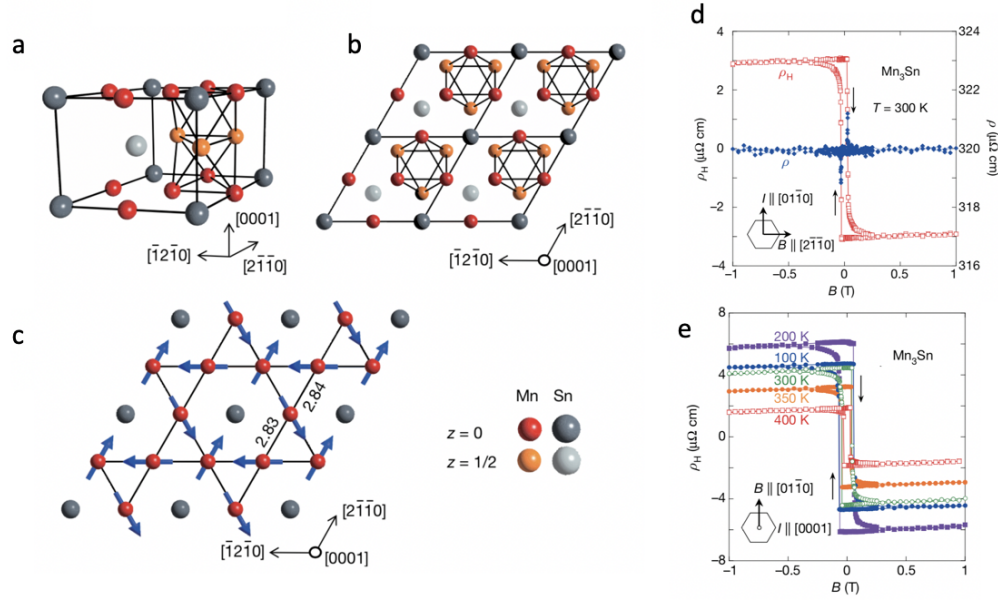 a
[0001]
[1̅21̅0]
[21̅1̅0]
b
[21̅1̅0]
[1̅21̅0]
[0001]
c
2.84
2.83
[21̅1̅0]
[1̅21̅0]
[0001]
Mn Sn
z = 0
z = 1/2
d
4
2
0
−2
−4
ρH (μΩ cm)
324
322
320
318
316
ρ (μΩ cm)
ρH
Mn3Sn
T = 300 K
ρ
I || [011̅0]
B || [21̅1̅0]
−1 −0.5 0 0.5 1
B (T)
e
8
4
0
−4
−8
ρH (μΩ cm)
200 K
100 K
300 K
350 K
400 K
Mn3Sn
B || [011̅0]
I || [0001]
−1 −0.5 0 0.5 1
B (T)